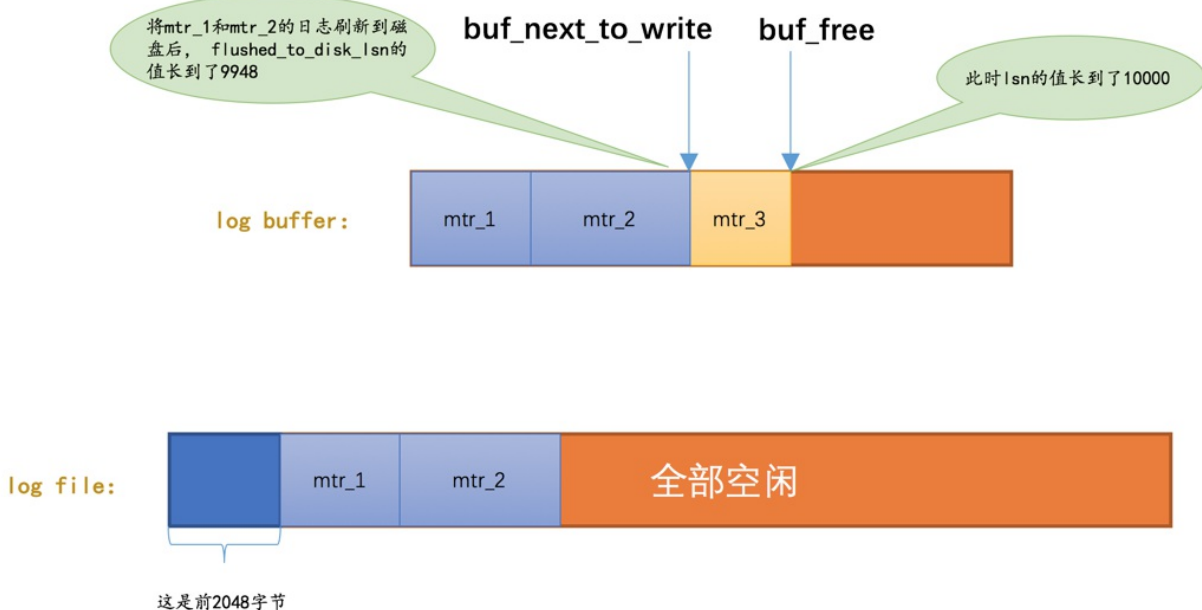 将mtr_1和mtr_2的日志刷新到磁
盘后， flushed_to_disk_lsn的
值长到了9948
buf_next_to_write
buf_free
此时lsn的值长到了10000
log buffer:
mtr_1
mtr_2
mtr_3
log file:
mtr_1
mtr_2
全部空闲
这是前2048字节